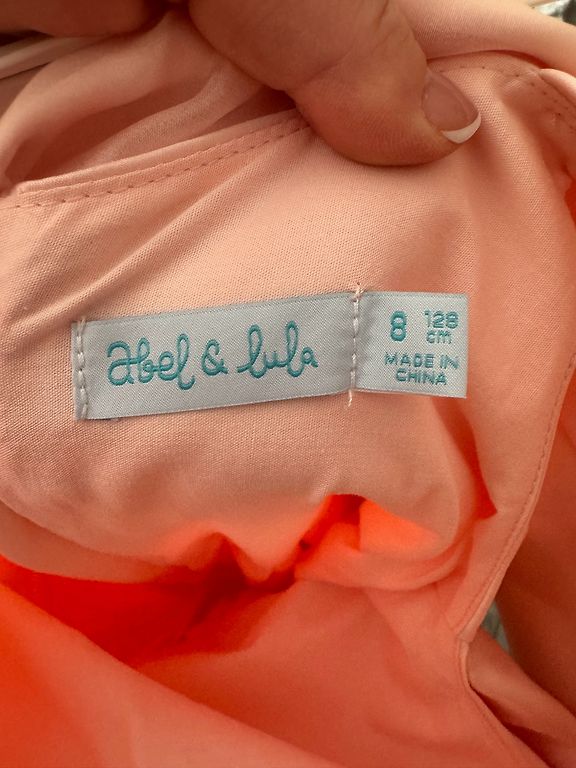 abel & lula
8 128 cm
MADE IN
CHINA